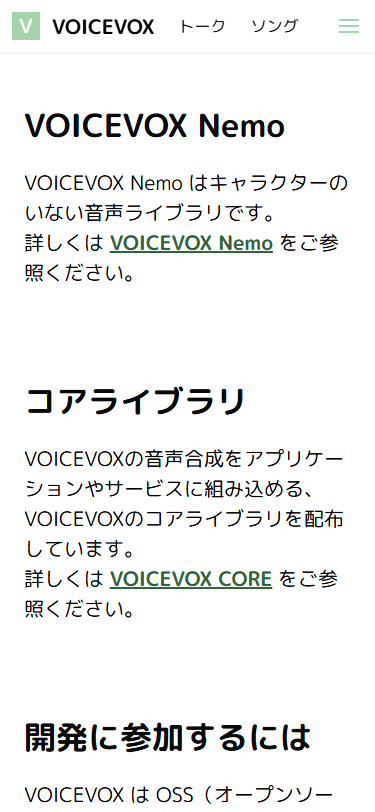 V VOICEVOX トーク ソング
VOICEVOX Nemo
VOICEVOX Nemo はキャラクターの
いない音声ライブラリです。
詳しくは VOICEVOX Nemo をご参
照ください。
コアライブラリ
VOICEVOXの音声合成をアプリケー
ションやサービスに組み込める、
VOICEVOXのコアライブラリを配布
しています。
詳しくは VOICEVOX CORE をご参
照ください。
開発に参加するには
VOICEVOX は OSS（オープンソー